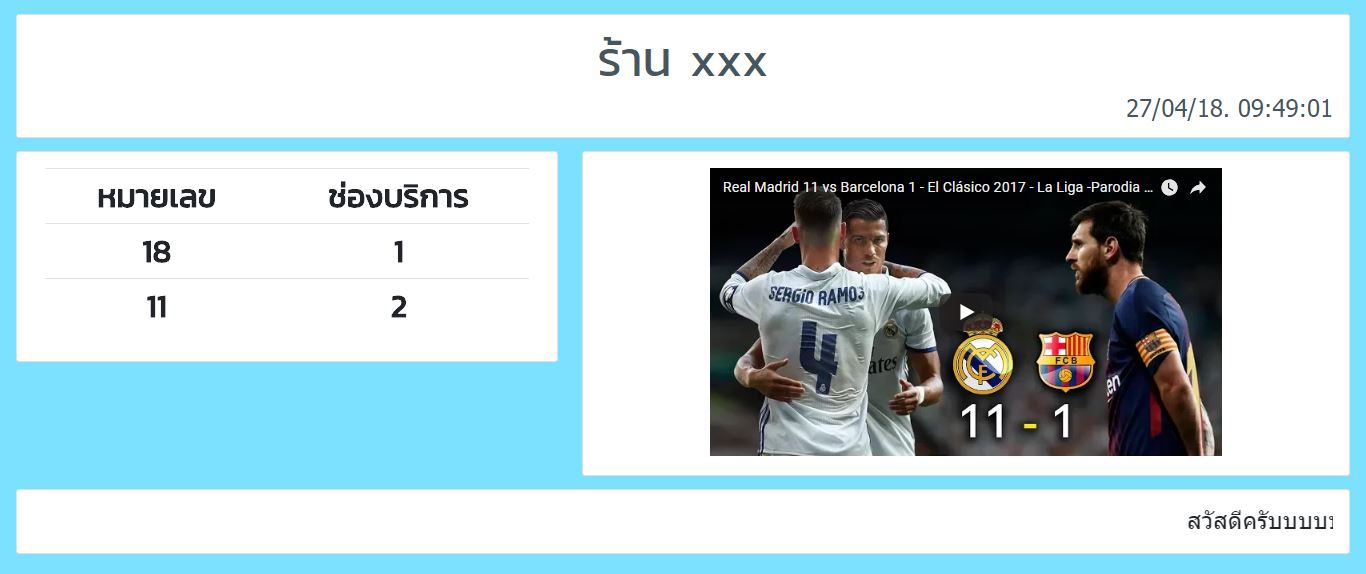 ร้าน xxx
27/04/18. 09:49:01
หมายเลข ช่องบริการ
18 1
11 2
Real Madrid 11 vs Barcelona 1 - El Clásico 2017 - La Liga -Parodia ...
SERGIO RAMOS
4
FCB
11 - 1
สวัสดีครับบบบ